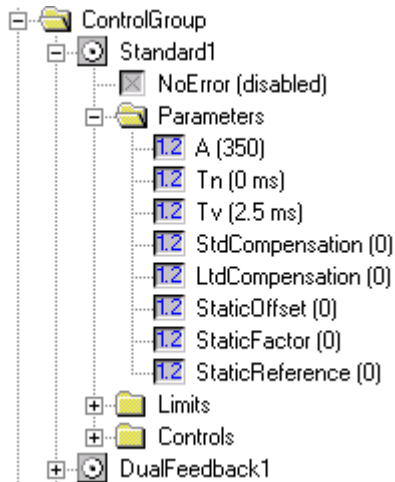 ControlGroup
Standard1
NoError (disabled)
Parameters
1.2 A (350)
1.2 Tn (0 ms)
1.2 Tv (2.5 ms)
1.2 StdCompensation (0)
1.2 LtdCompensation (0)
1.2 StaticOffset (0)
1.2 StaticFactor (0)
1.2 StaticReference (0)
Limits
Controls
DualFeedback1